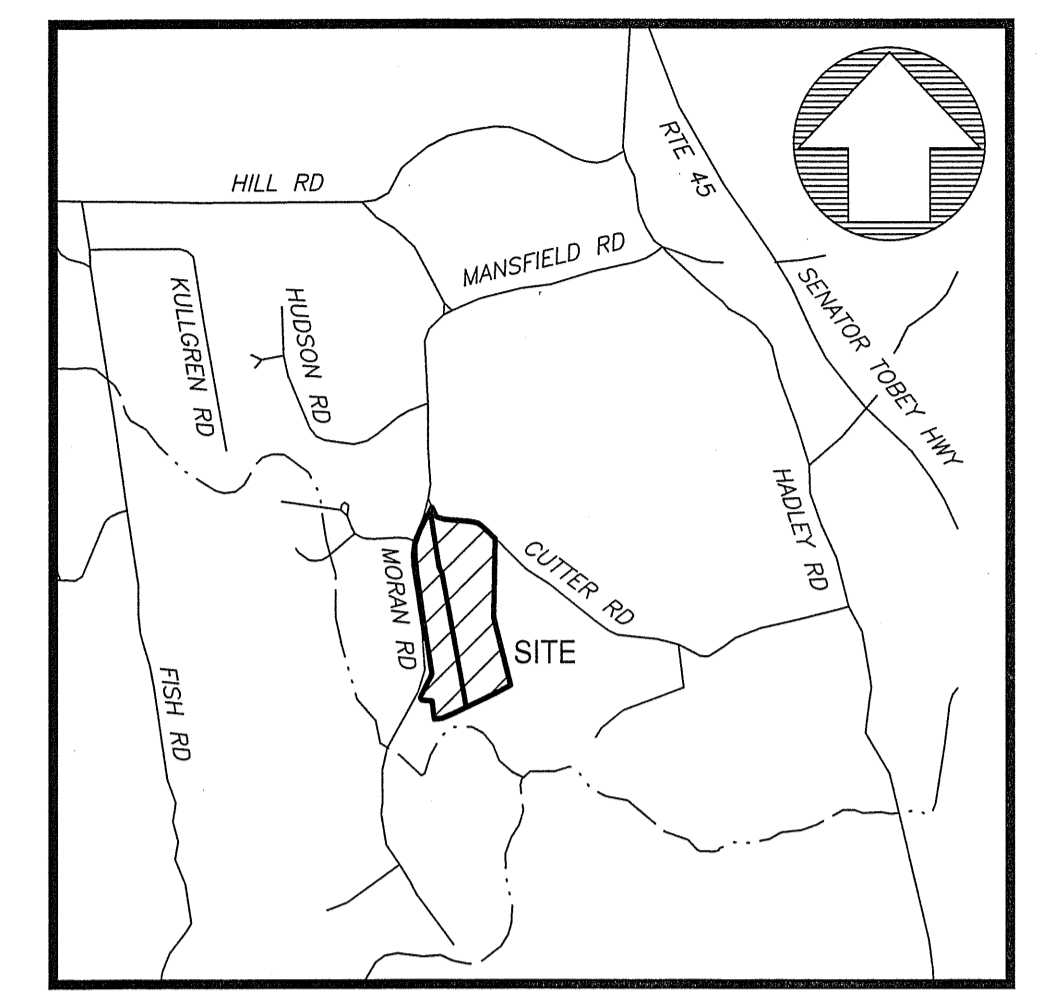 RTE 45
HILL RD
MANSFIELD RD
SENATOR TOBEY HWY
KULLGREN RD
HUDSON RD
HADLEY RD
CUTTER RD
MORAN RD
SITE
FISH RD